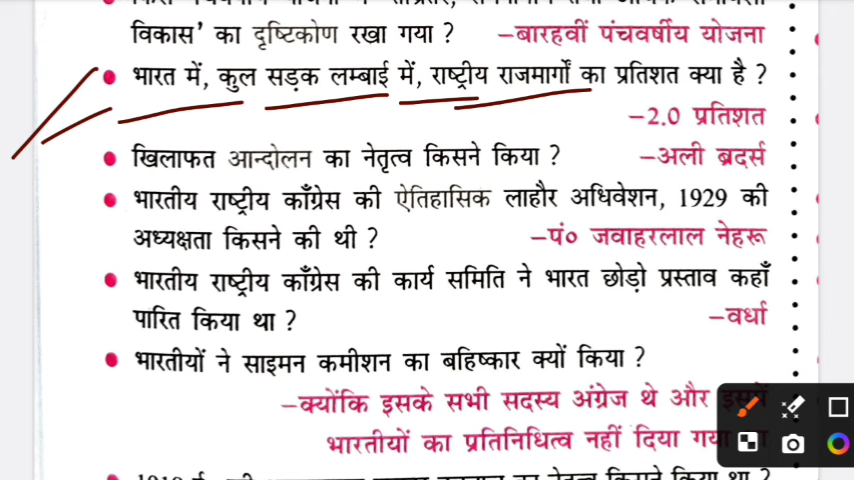 विकास’ का दृष्टिकोण रखा गया ? –बारहवीं पंचवर्षीय योजना
भारत में, कुल सड़क लम्बाई में, राष्ट्रीय राजमार्गों का प्रतिशत क्या है ?
–2.0 प्रतिशत
खिलाफत आन्दोलन का नेतृत्व किसने किया ? –अली ब्रदर्स
भारतीय राष्ट्रीय काँग्रेस की ऐतिहासिक लाहौर अधिवेशन, 1929 की
अध्यक्षता किसने की थी ? –पं० जवाहरलाल नेहरू
भारतीय राष्ट्रीय काँग्रेस की कार्य समिति ने भारत छोड़ो प्रस्ताव कहाँ
पारित किया था ? –वर्धा
भारतीयों ने साइमन कमीशन का बहिष्कार क्यों किया ?
–क्योंकि इसके सभी सदस्य अंग्रेज थे और इसमें
भारतीयों का प्रतिनिधित्व नहीं दिया गया था